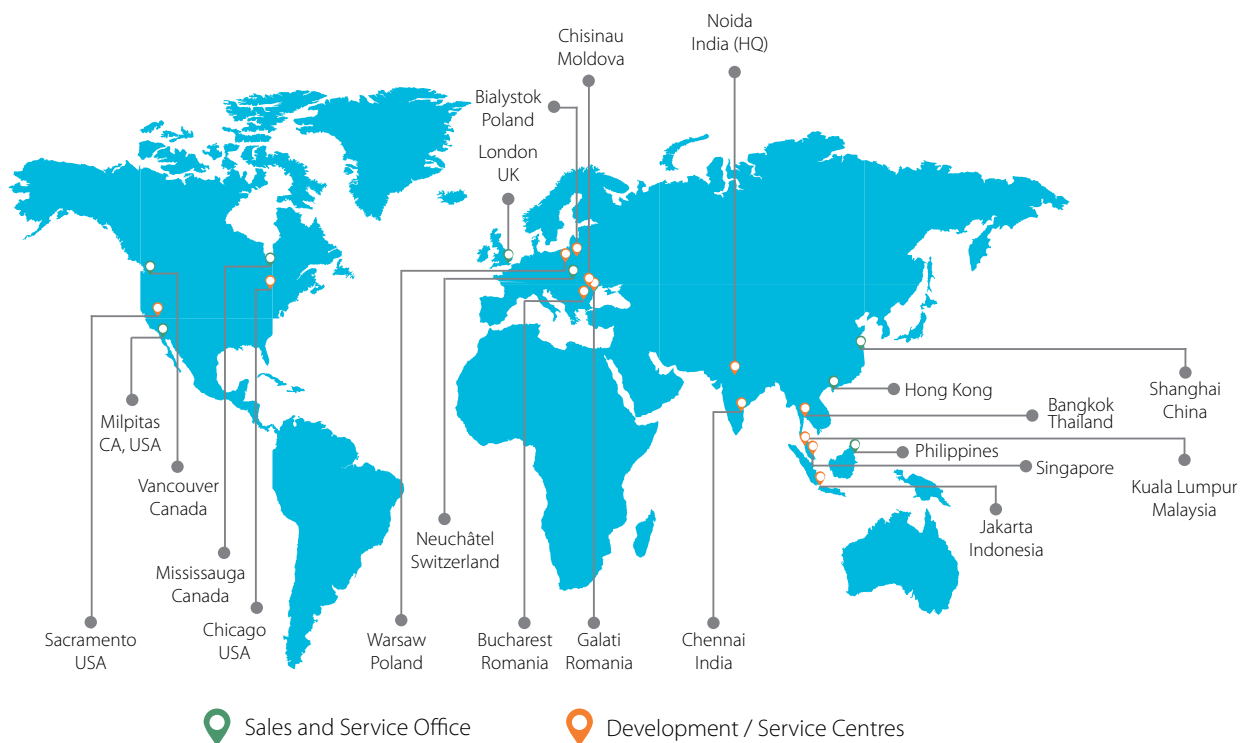 Noida
India (HQ)
Chisinau
Moldova
Bialystok
Poland
London
UK
Milpitas
CA, USA
Vancouver
Canada
Mississauga
Canada
Chicago
USA
Sacramento
USA
Warsaw
Poland
Neuchâtel
Switzerland
Bucharest
Romania
Galati
Romania
Chennai
India
Hong Kong
Shanghai
China
Bangkok
Thailand
Philippines
Singapore
Kuala Lumpur
Malaysia
Jakarta
Indonesia
Sales and Service Office
Development / Service Centres